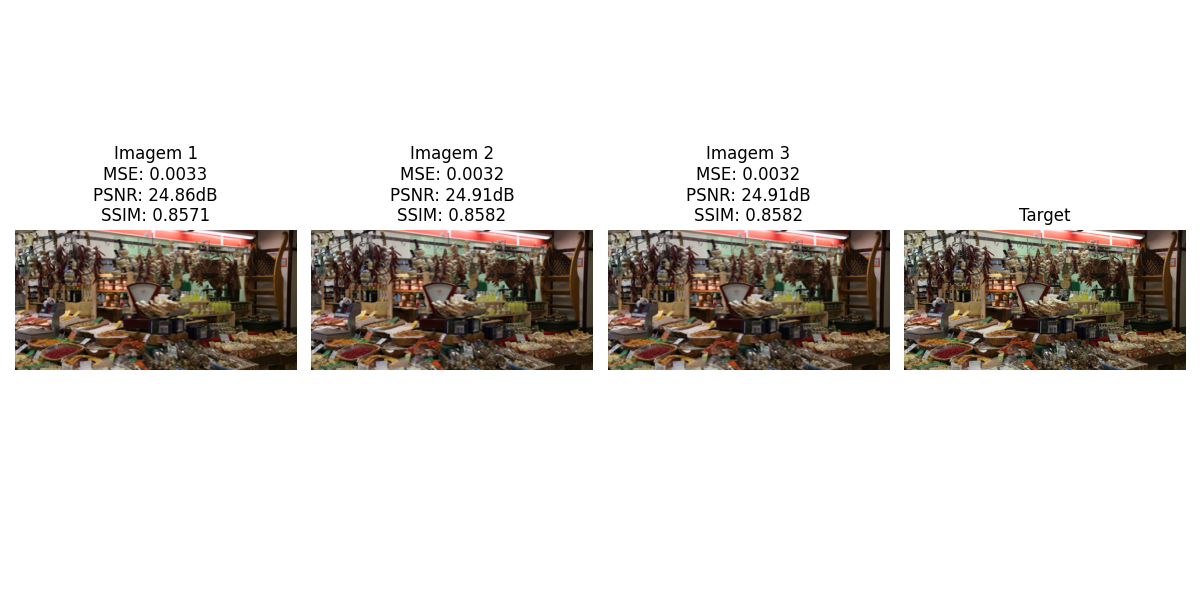 Imagem 1
MSE: 0.0033
PSNR: 24.86dB
SSIM: 0.8571
Imagem 2
MSE: 0.0032
PSNR: 24.91dB
SSIM: 0.8582
Imagem 3
MSE: 0.0032
PSNR: 24.91dB
SSIM: 0.8582
Target